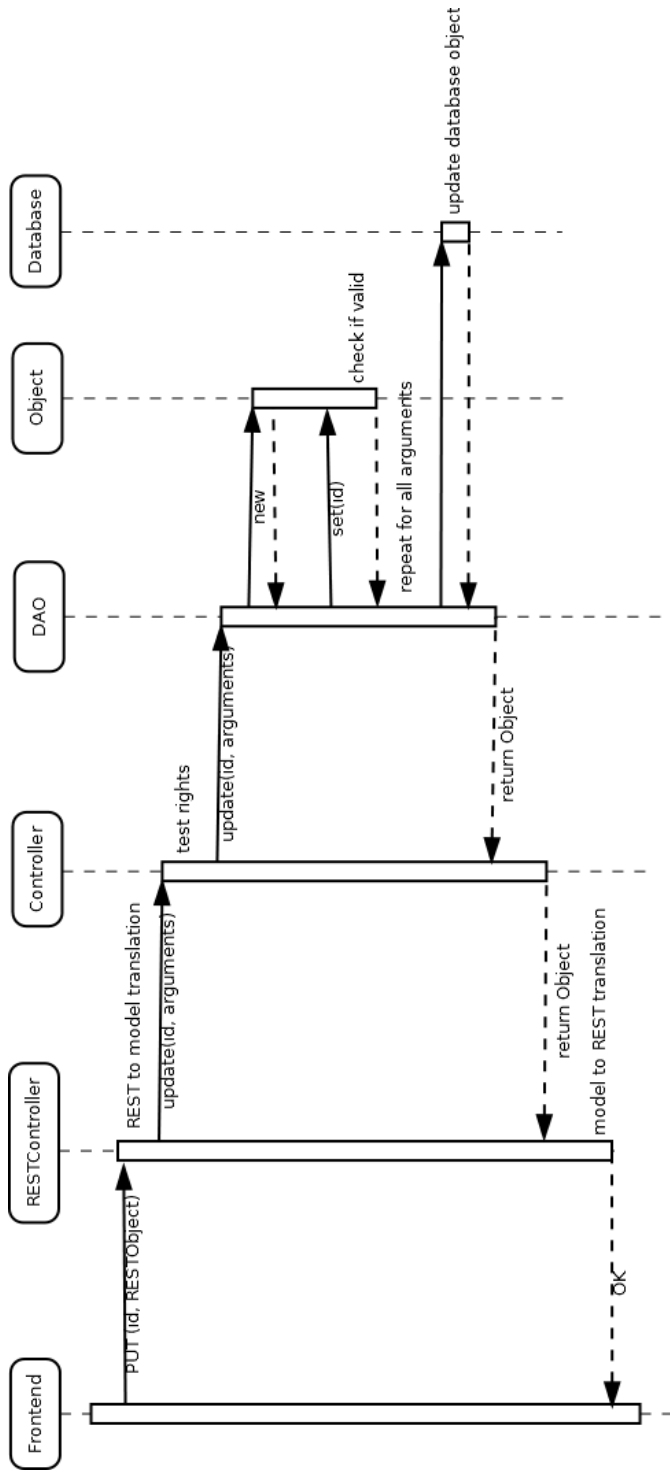 Frontend
RESTController
Controller
DAO
Object
Database
PUT (id, RESTObject)
REST to model translation
update(id, arguments)
test rights
update(id, arguments)
new
set(id)
check if valid
repeat for all arguments
update database object
return Object
return Object
model to REST translation
OK